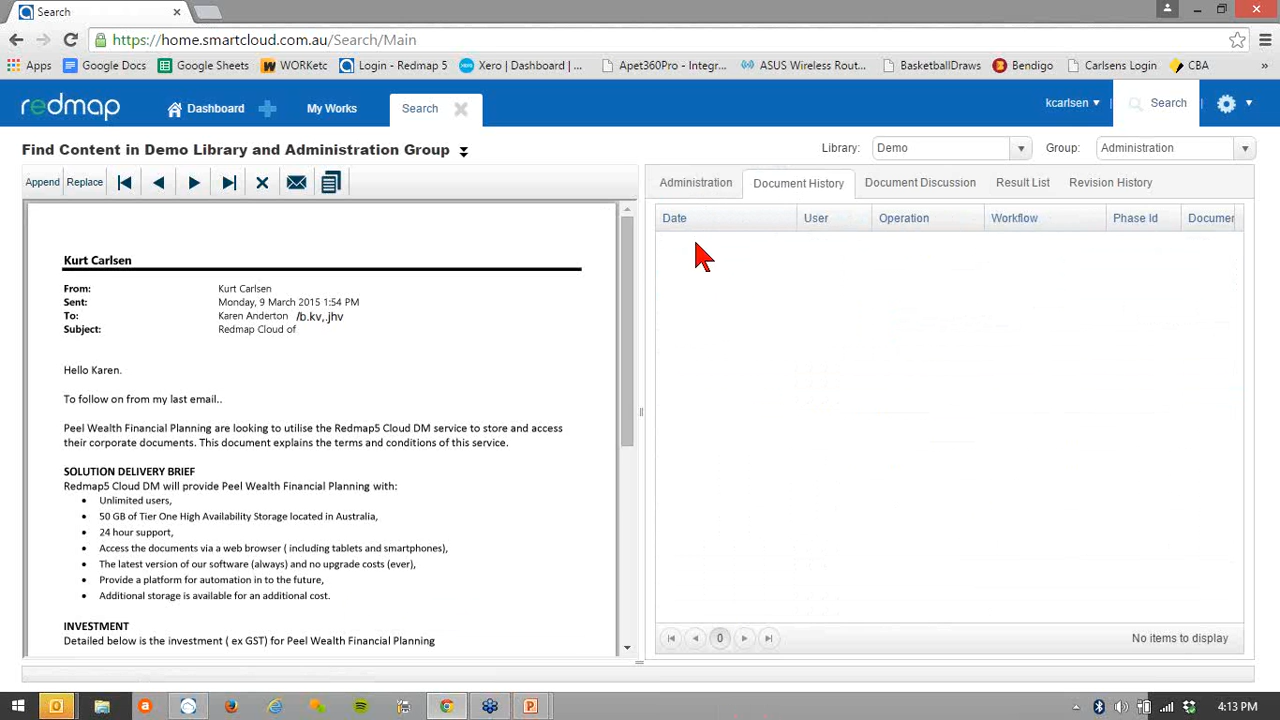 Search
https://home.smartcloud.com.au/Search/Main
Apps Google Docs Google Sheets WORKetc Login - Redmap 5 Xero | Dashboard | ... Apet360Pro - Integr... ASUS Wireless Rout... BasketballDraws Bendigo Carlsens Login CBA »
redmap Dashboard My Works Search kcarlsen Search
Find Content in Demo Library and Administration Group Library: Demo Group: Administration
Append Replace
Administration Document History Document Discussion Result List Revision History
Date User Operation Workflow Phase Id Documen
Kurt Carlsen
From: Kurt Carlsen
Sent: Monday, 9 March 2015 1:54 PM
To: Karen Anderton /b.kv,.jhv
Subject: Redmap Cloud of
Hello Karen.
To follow on from my last email..
Peel Wealth Financial Planning are looking to utilise the Redmap5 Cloud DM service to store and access
their corporate documents. This document explains the terms and conditions of this service.
SOLUTION DELIVERY BRIEF
Redmap5 Cloud DM will provide Peel Wealth Financial Planning with:
• Unlimited users,
• 50 GB of Tier One High Availability Storage located in Australia,
• 24 hour support,
• Access the documents via a web browser ( including tablets and smartphones),
• The latest version of our software (always) and no upgrade costs (ever),
• Provide a platform for automation in to the future,
• Additional storage is available for an additional cost.
INVESTMENT
Detailed below is the investment ( ex GST) for Peel Wealth Financial Planning
0 No items to display
4:13 PM